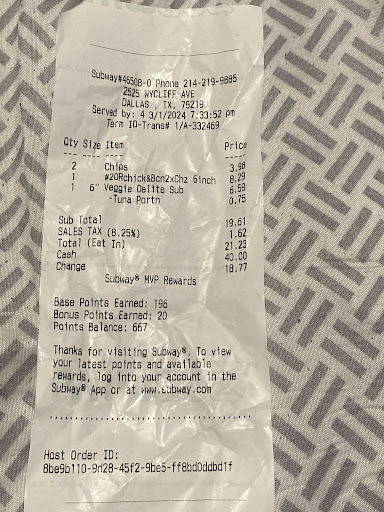 Subway#46508-0 Phone 214-219-9885
2525 WYCLIFF AVE
DALLAS , TX, 75219
Served by: 4 3/1/2024 7:33:52 pm
Term ID-Trans# 1/A-332469
Qty Size Item Price
2 Chips 3.98
1 #20Rchick&Bcn2xChz 6inch 8.29
1 6" Veggie Delite Sub 6.59
-Tuna Portn 0.75
Sub Total 19.61
SALES TAX (8.25%) 1.62
Total (Eat In) 21.23
Cash 40.00
Change 18.77
Subway® MVP Rewards
Base Points Earned: 196
Bonus Points Earned: 20
Points Balance: 667
Thanks for visiting Subway®. To view
your latest points and available
rewards, log into your account in the
Subway® App or at www.subway.com
Host Order ID:
8be9b110-9d28-45f2-9be5-ff8bd0ddbd1f